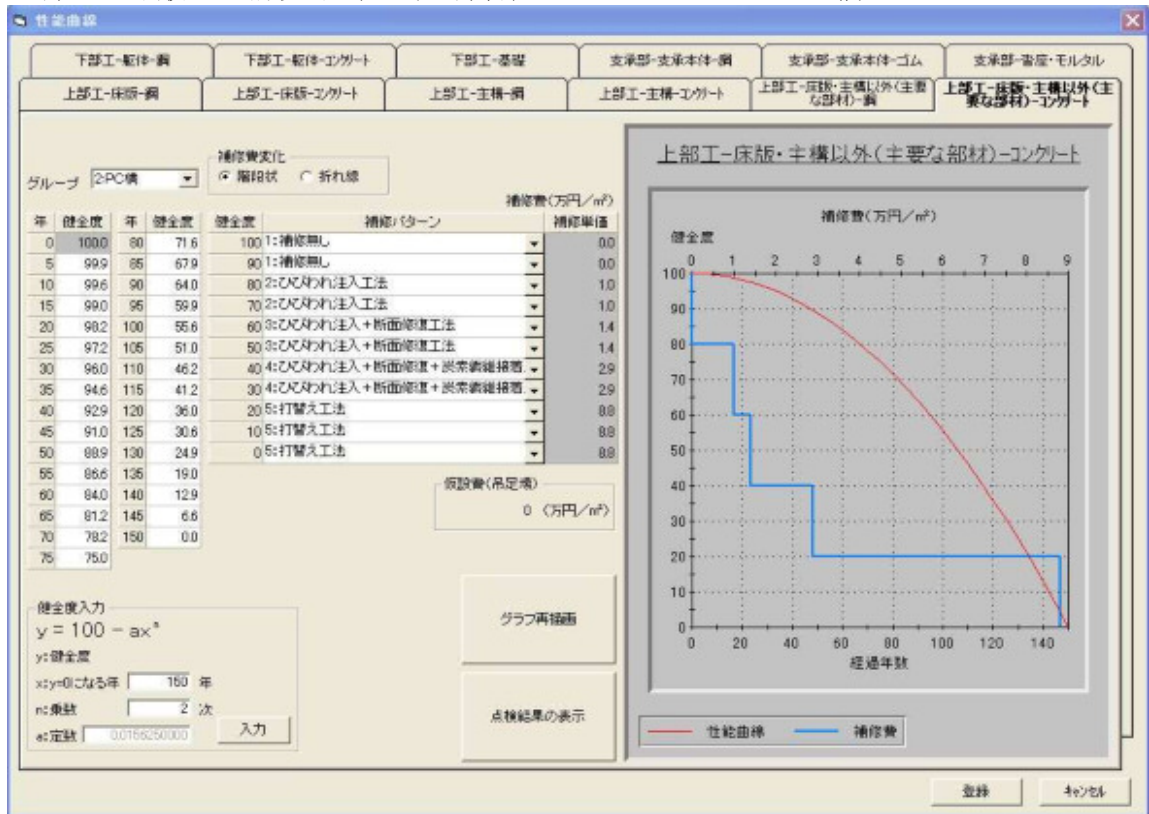 性能曲線
下部工-躯体-鋼 下部工-躯体-コンクリート 下部工-基礎 支承部-支承本体-鋼 支承部-支承本体-ゴム 支承部-沓座・モルタル
上部工-床版-鋼 上部工-床版-コンクリート 上部工-主構-鋼 上部工-主構-コンクリート 上部工-床版・主構以外(主要な部材)-鋼 上部工-床版・主構以外(主要な部材)-コンクリート
グループ 2:PC橋
補修費変化
階段状 折れ線
補修費(万円/㎡)
年 健全度 年 健全度 健全度 補修パターン 補修単価
0 100.0 80 71.6 100 1:補修無し 0.0
5 99.9 85 67.9 90 1:補修無し 0.0
10 99.6 90 64.0 80 2:ひびわれ注入工法 1.0
15 99.0 95 59.9 70 2:ひびわれ注入工法 1.0
20 98.2 100 55.6 60 3:ひびわれ注入+断面修復工法 1.4
25 97.2 105 51.0 50 3:ひびわれ注入+断面修復工法 1.4
30 96.0 110 46.2 40 4:ひびわれ注入+断面修復+炭素繊維接着 2.9
35 94.6 115 41.2 30 4:ひびわれ注入+断面修復+炭素繊維接着 2.9
40 92.9 120 36.0 20 5:打替え工法 8.8
45 91.0 125 30.6 10 5:打替え工法 8.8
50 88.9 130 24.9 0 5:打替え工法 8.8
55 86.6 135 19.0
60 84.0 140 12.9
65 81.2 145 6.6
70 78.2 150 0.0
75 75.0
仮設費(吊足場)
0 (万円/㎡)
健全度入力
y = 100 - axⁿ
y:健全度
x:y=0になる年 150 年
n:乗数 2 次
a:定数 0.0156250000
入力
グラフ再描画
点検結果の表示
上部工-床版・主構以外(主要な部材)-コンクリート
補修費(万円/㎡)
健全度
0 1 2 3 4 5 6 7 8 9
100
90
80
70
60
50
40
30
20
10
0
0 20 40 60 80 100 120 140
経過年数
性能曲線 補修費
登録 キャンセル